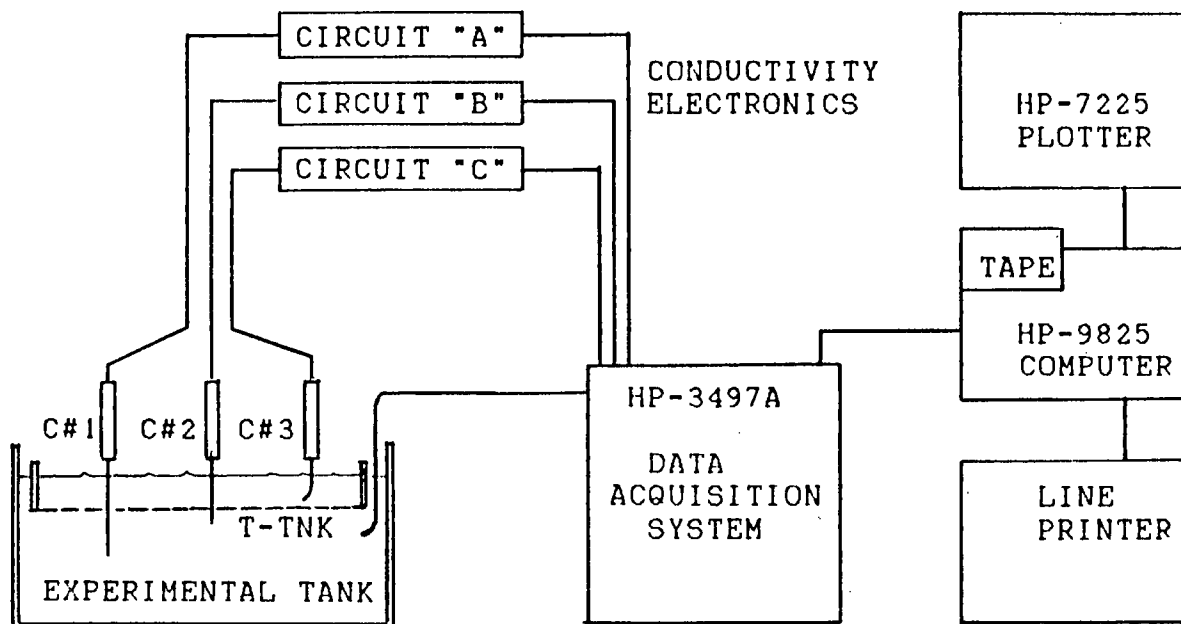 CIRCUIT "A"
CIRCUIT "B"
CIRCUIT "C"
CONDUCTIVITY
ELECTRONICS
HP-7225
PLOTTER
TAPE
HP-9825
COMPUTER
C#1
C#2
C#3
HP-3497A
DATA
ACQUISITION
SYSTEM
LINE
PRINTER
T-TNK
EXPERIMENTAL TANK